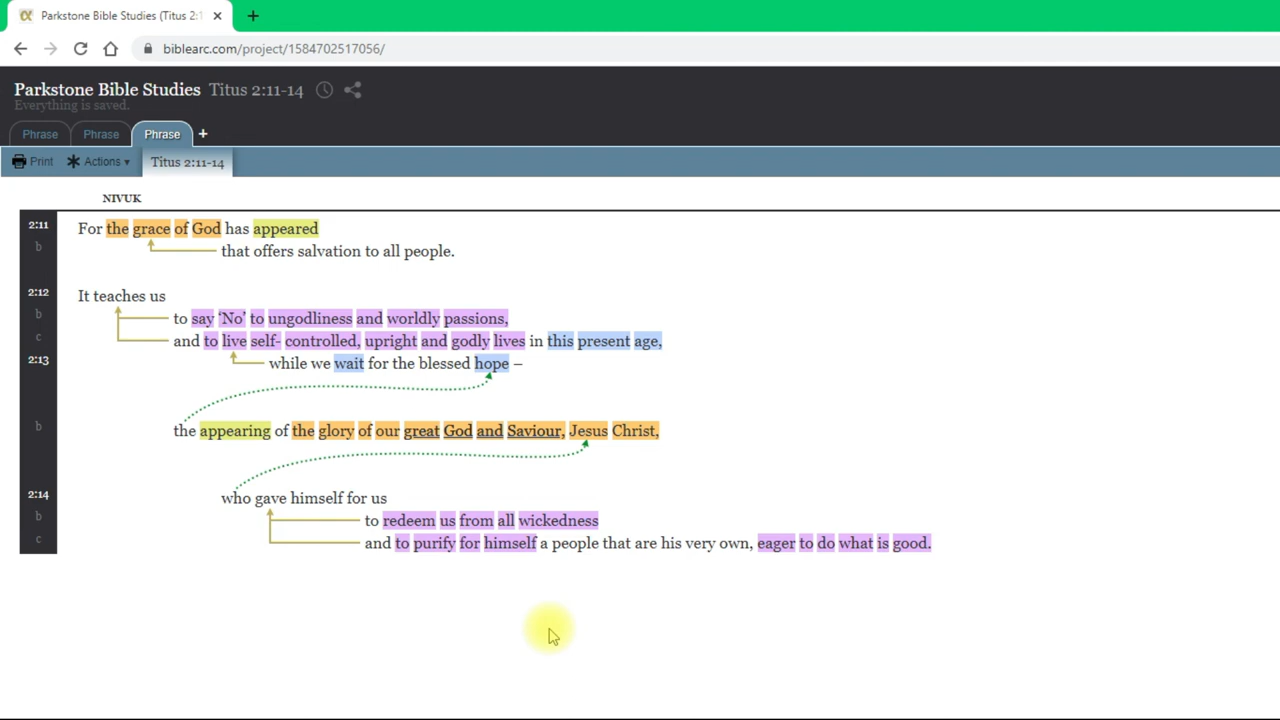 Parkstone Bible Studies (Titus 2:1
biblearc.com/project/1584702517056/
Parkstone Bible Studies Titus 2:11-14
Everything is saved.
Phrase Phrase Phrase +
Print Actions ▾ Titus 2:11-14
NIVUK
2:11 For the grace of God has appeared
b that offers salvation to all people.
2:12 It teaches us
b to say ‘No’ to ungodliness and worldly passions,
c and to live self- controlled, upright and godly lives in this present age,
2:13 while we wait for the blessed hope –
b the appearing of the glory of our great God and Saviour, Jesus Christ,
2:14 who gave himself for us
b to redeem us from all wickedness
c and to purify for himself a people that are his very own, eager to do what is good.